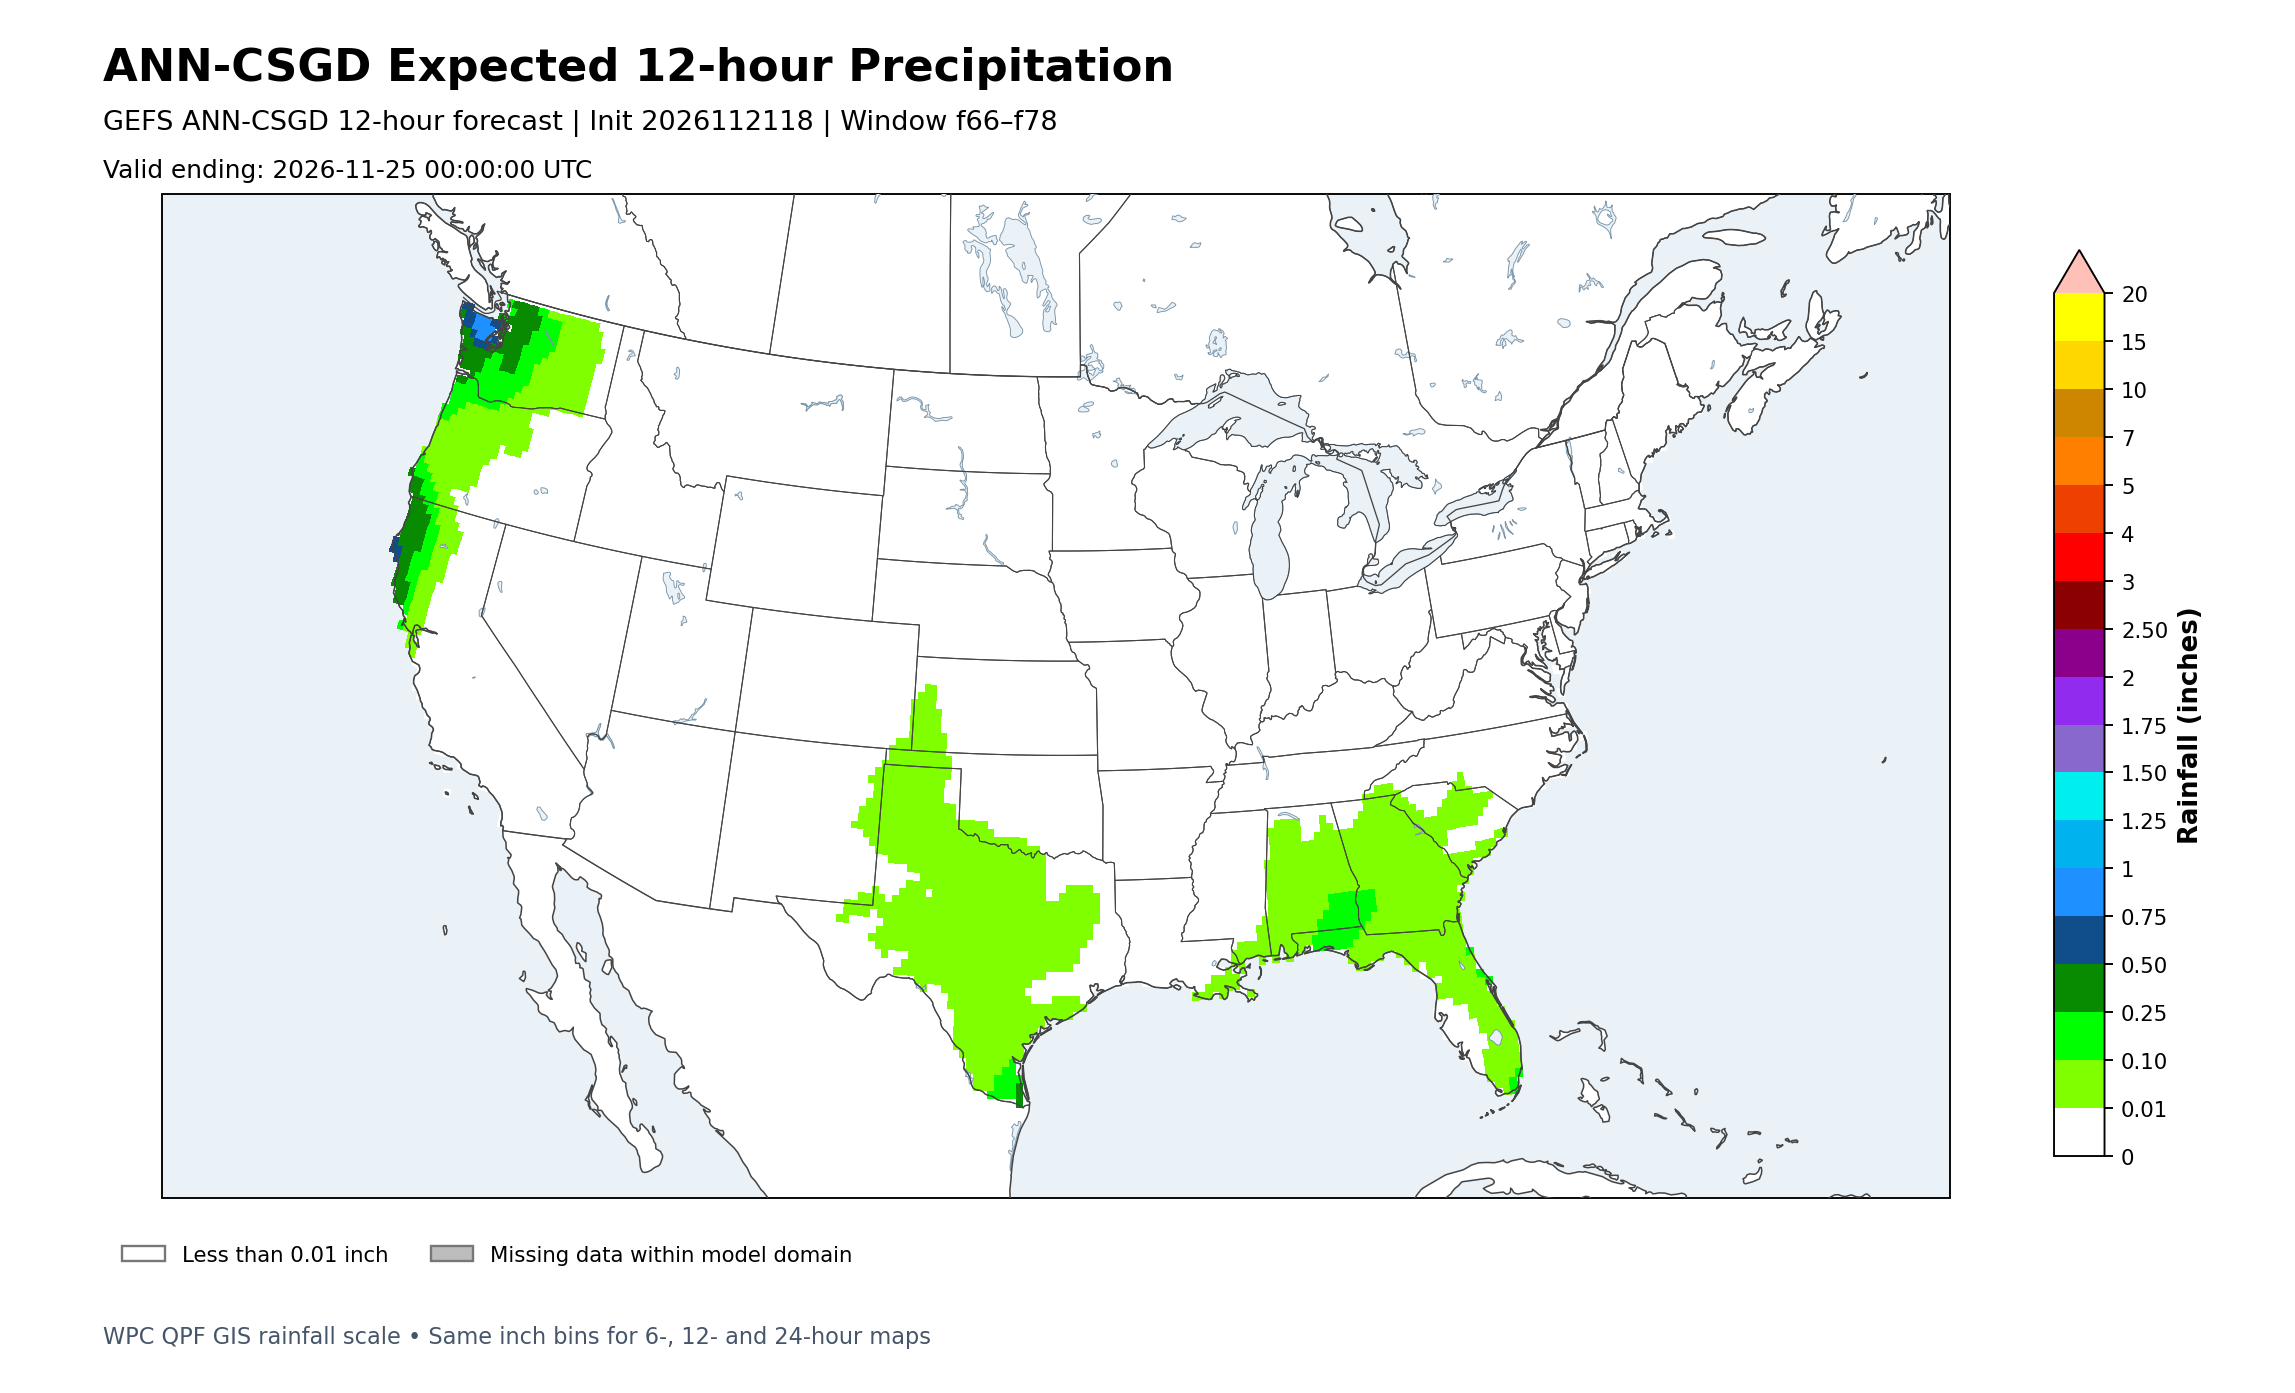 ANN-CSGD Expected 12-hour Precipitation
GEFS ANN-CSGD 12-hour forecast | Init 2026112118 | Window f66–f78
Valid ending: 2026-11-25 00:00:00 UTC
20
15
10
7
5
4
3
2.50
2
1.75
1.50
1.25
1
0.75
0.50
0.25
0.10
0.01
0
Rainfall (inches)
Less than 0.01 inch
Missing data within model domain
WPC QPF GIS rainfall scale • Same inch bins for 6-, 12- and 24-hour maps